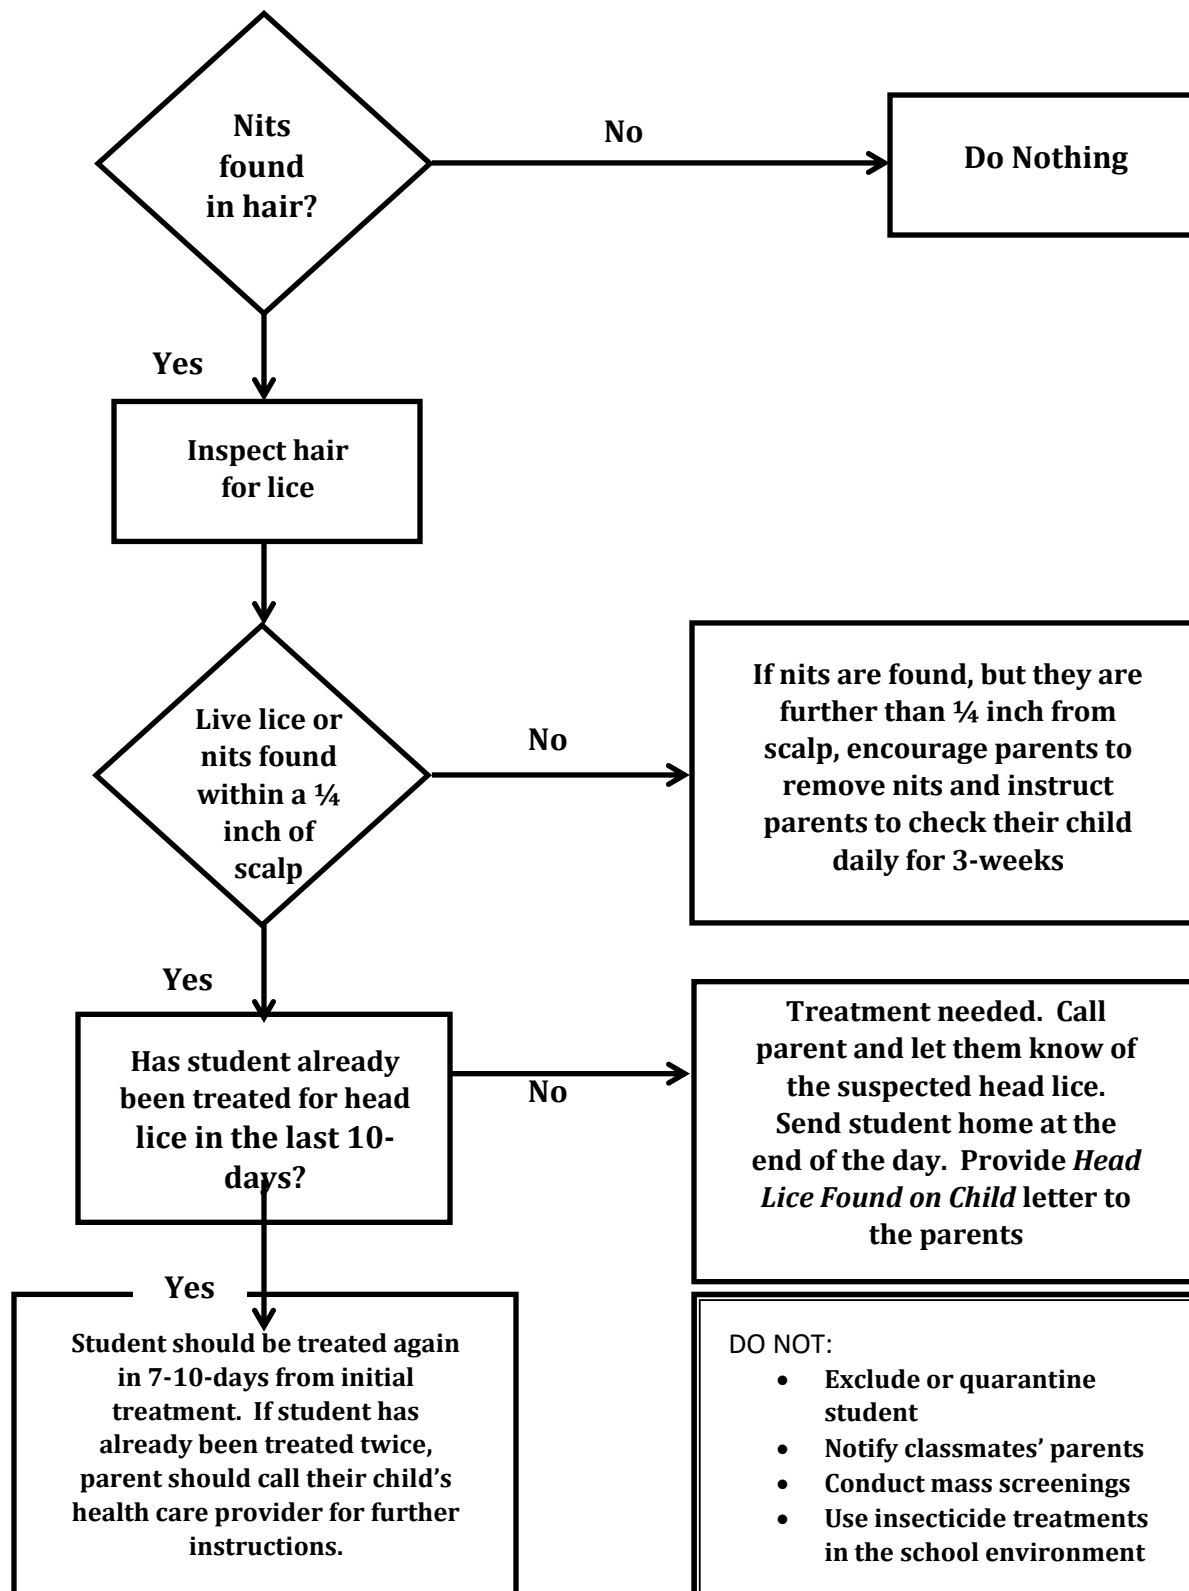 Nits
found
in hair?
No
Do Nothing
Yes
Inspect hair
for lice
Live lice or
nits found
within a ¼
inch of
scalp
No
If nits are found, but they are
further than ¼ inch from
scalp, encourage parents to
remove nits and instruct
parents to check their child
daily for 3-weeks
Yes
Has student already
been treated for head
lice in the last 10-
days?
No
Treatment needed.  Call
parent and let them know of
the suspected head lice.
Send student home at the
end of the day.  Provide Head
Lice Found on Child letter to
the parents
Yes
Student should be treated again
in 7-10-days from initial
treatment.  If student has
already been treated twice,
parent should call their child’s
health care provider for further
instructions.
DO NOT:
• Exclude or quarantine
student
• Notify classmates’ parents
• Conduct mass screenings
• Use insecticide treatments
in the school environment